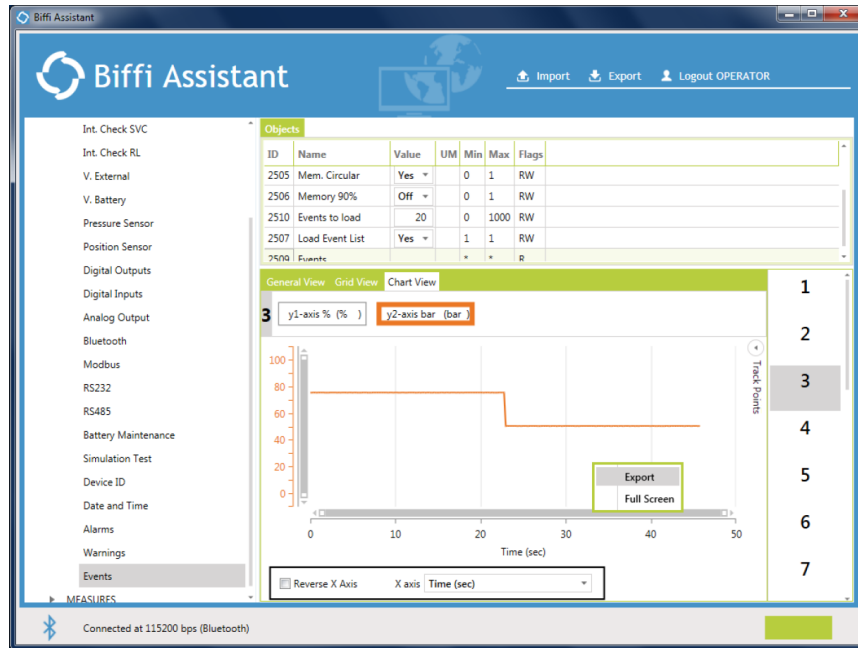 Biffi Assistant
Biffi Assistant
Import Export Logout OPERATOR
Int. Check SVC
Int. Check RL
V. External
V. Battery
Pressure Sensor
Position Sensor
Digital Outputs
Digital Inputs
Analog Output
Bluetooth
Modbus
RS232
RS485
Battery Maintenance
Simulation Test
Device ID
Date and Time
Alarms
Warnings
Events
MEASURES
Objects
ID Name Value UM Min Max Flags
2505 Mem. Circular Yes 0 1 RW
2506 Memory 90% Off 0 1 RW
2510 Events to load 20 0 1000 RW
2507 Load Event List Yes 1 1 RW
2509 Events * * R
General View Grid View Chart View
3 y1-axis % (% ) y2-axis bar (bar )
100
80
60
40
20
0
Track Points
Export
Full Screen
0 10 20 30 40 50
Time (sec)
Reverse X Axis X axis Time (sec)
1
2
3
4
5
6
7
Connected at 115200 bps (Bluetooth)